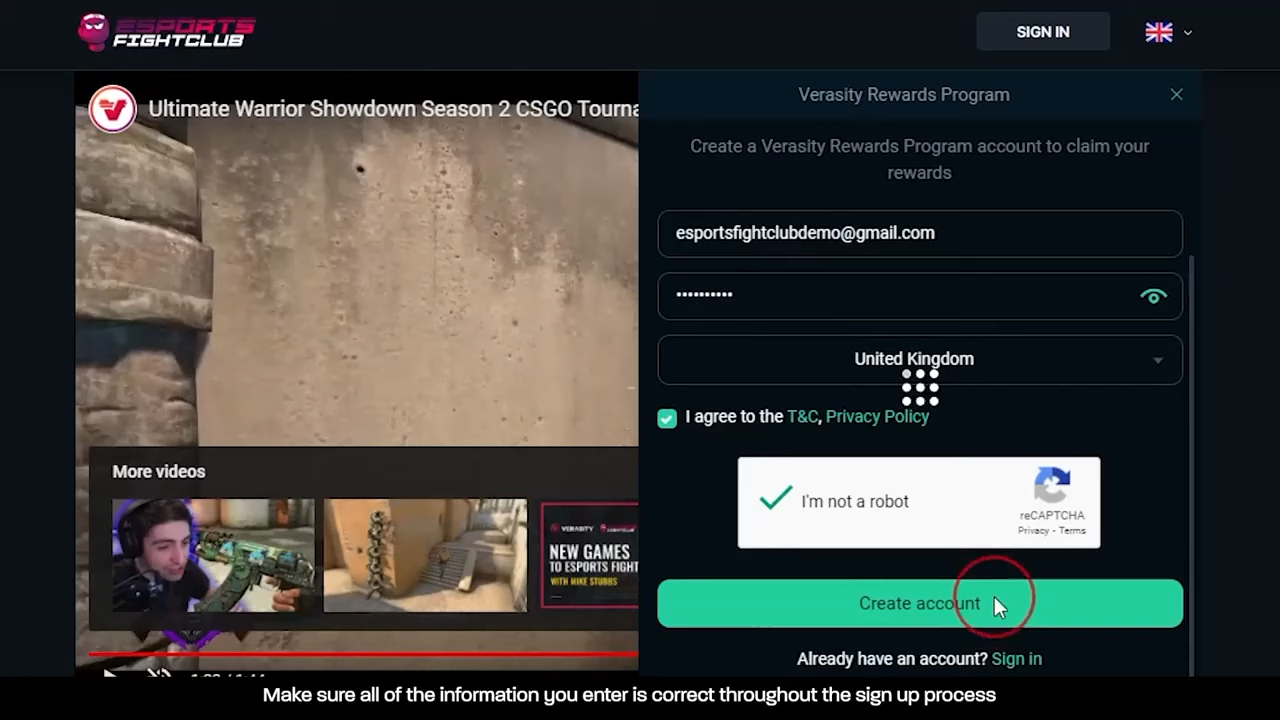 ESPORTS
FIGHTCLUB
SIGN IN
Ultimate Warrior Showdown Season 2 CSGO Tourna
Verasity Rewards Program
Create a Verasity Rewards Program account to claim your
rewards
esportsfightclubdemo@gmail.com
••••••••••
United Kingdom
I agree to the T&C, Privacy Policy
I'm not a robot
reCAPTCHA
Privacy - Terms
Create account
Already have an account? Sign in
More videos
VERASITY
NEW GAMES
TO ESPORTS FIGHT
WITH MIKE STUBBS
Make sure all of the information you enter is correct throughout the sign up process